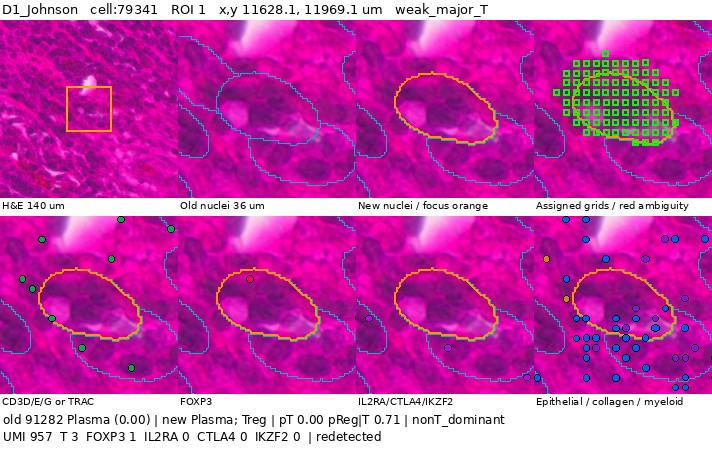 D1_Johnson   cell:79341   ROI 1   x,y 11628.1, 11969.1 um   weak_major_T
H&E 140 um
Old nuclei 36 um
New nuclei / focus orange
Assigned grids / red ambiguity
CD3D/E/G or TRAC
FOXP3
IL2RA/CTLA4/IKZF2
Epithelial / collagen / myeloid
old 91282 Plasma (0.00) | new Plasma; Treg | pT 0.00 pReg|T 0.71 | nonT_dominant
UMI 957  T 3  FOXP3 1  IL2RA 0  CTLA4 0  IKZF2 0  | redetected